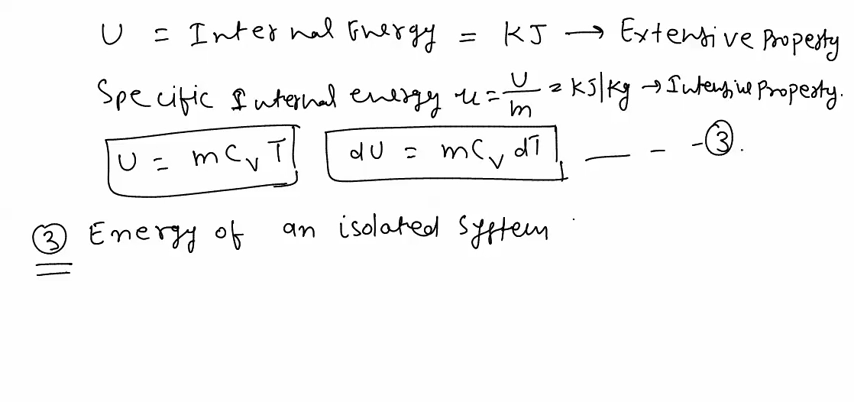 U = Internal Energy = KJ → Extensive Property
Specific Internal energy u = U/m = KJ/Kg → Intensive Property.
U = mCvT dU = mCv dT — - -③.
③ Energy of an isolated System